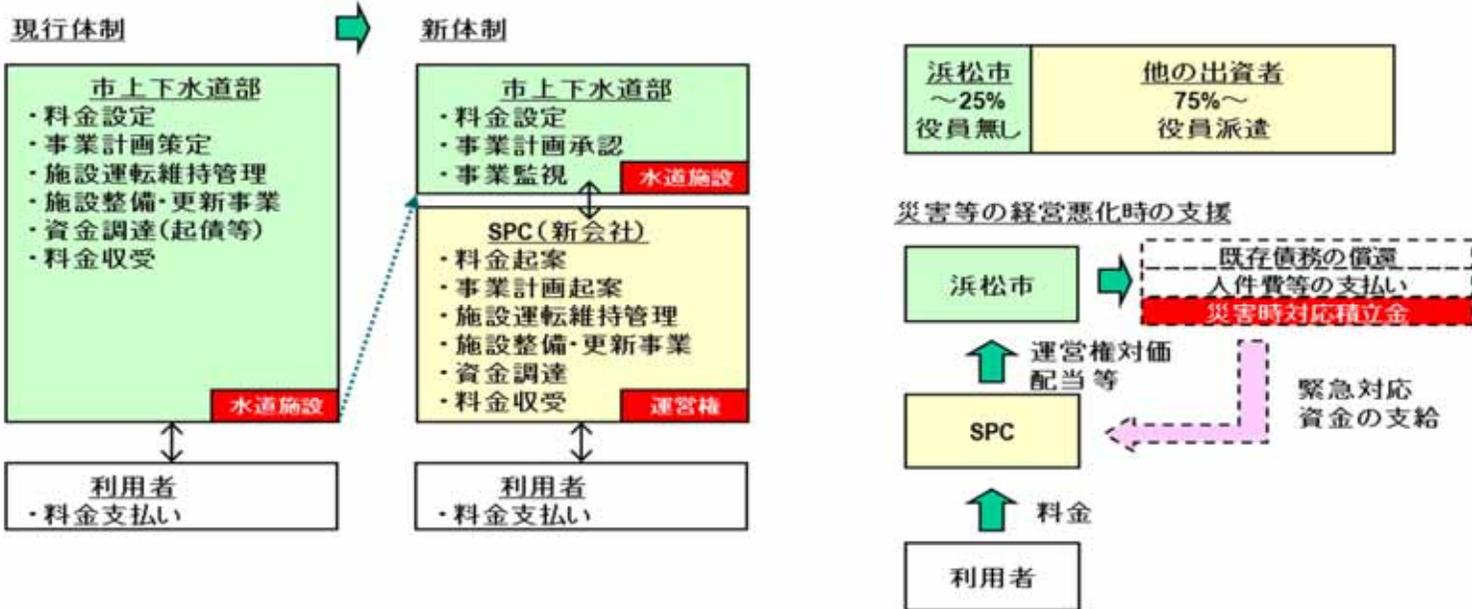 現行体制
市上下水道部
・料金設定
・事業計画策定
・施設運転維持管理
・施設整備・更新事業
・資金調達(起債等)
・料金収受
水道施設
利用者
・料金支払い
新体制
市上下水道部
・料金設定
・事業計画承認
・事業監視
水道施設
SPC(新会社)
・料金起案
・事業計画起案
・施設運転維持管理
・施設整備・更新事業
・資金調達
・料金収受
運営権
利用者
・料金支払い
浜松市
～25%
役員無し
他の出資者
75%～
役員派遣
災害等の経営悪化時の支援
浜松市
既存債務の償還
人件費等の支払い
災害時対応積立金
運営権対価
配当等
緊急対応
資金の支給
SPC
料金
利用者